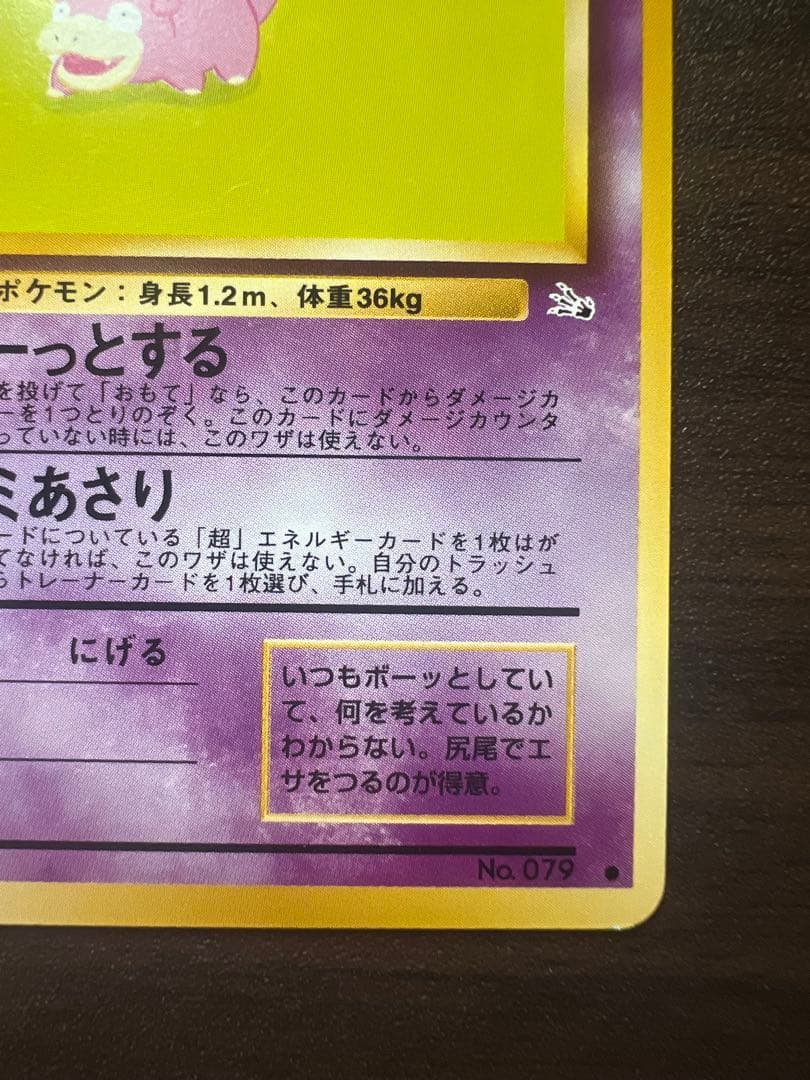 ポケモン：身長1.2m、体重36kg
ーっとする
を投げて「おもて」なら、このカードからダメージカ
ーを1つとりのぞく。このカードにダメージカウンタ
っていない時には、このワザは使えない。
ミあさり
ードについている「超」エネルギーカードを1枚はが
てなければ、このワザは使えない。自分のトラッシュ
らトレーナーカードを1枚選び、手札に加える。
にげる
いつもボーッとしてい
て、何を考えているか
わからない。尻尾でエ
サをつるのが得意。
No. 079